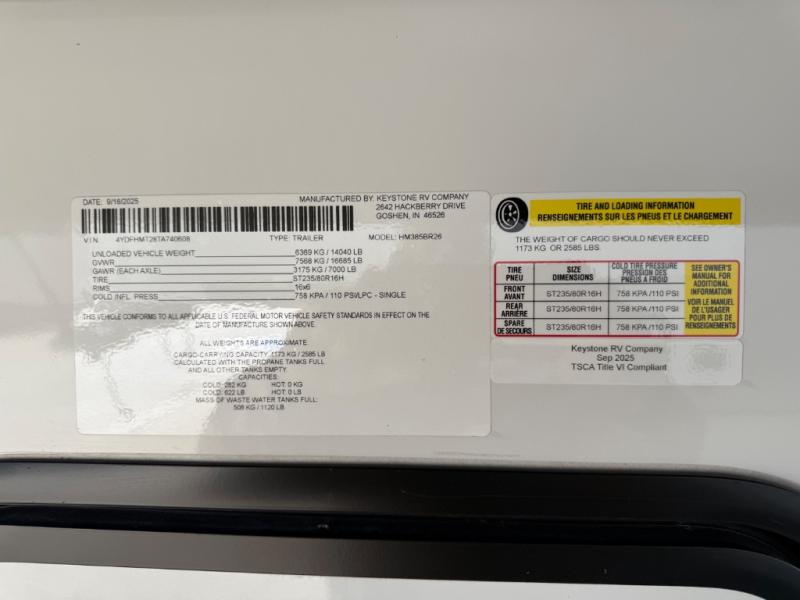 DATE: 9/16/2025
MANUFACTURED BY: KEYSTONE RV COMPANY
2642 HACKBERRY DRIVE
GOSHEN, IN 46526
V.I.N. 4YDFHMT28TA740608 TYPE: TRAILER MODEL: HM385BR26
UNLOADED VEHICLE WEIGHT 6369 KG / 14040 LB
GVWR 7568 KG / 16685 LB
GAWR (EACH AXLE) 3175 KG / 7000 LB
TIRE ST235/80R16H
RIMS 16x6
COLD INFL. PRESS 758 KPA / 110 PSI/LPC - SINGLE
THIS VEHICLE CONFORMS TO ALL APPLICABLE U.S. FEDERAL MOTOR VEHICLE SAFETY STANDARDS IN EFFECT ON THE
DATE OF MANUFACTURE SHOWN ABOVE.
ALL WEIGHTS ARE APPROXIMATE.
CARGO-CARRYING CAPACITY: 1173 KG / 2585 LB
CALCULATED WITH THE PROPANE TANKS FULL
AND ALL OTHER TANKS EMPTY.
CAPACITIES:
COLD: 282 KG HOT: 0 KG
COLD: 622 LB HOT: 0 LB
MASS OF WASTE WATER TANKS FULL:
508 KG / 1120 LB
TIRE AND LOADING INFORMATION
RENSEIGNEMENTS SUR LES PNEUS ET LE CHARGEMENT
THE WEIGHT OF CARGO SHOULD NEVER EXCEED
1173 KG OR 2585 LBS.
TIRE
PNEU
SIZE
DIMENSIONS
COLD TIRE PRESSURE
PRESSION DES
PNEUS A FROID
FRONT
AVANT
ST235/80R16H 758 KPA/110 PSI
REAR
ARRIÈRE
ST235/80R16H 758 KPA/110 PSI
SPARE
DE SECOURS
ST235/80R16H 758 KPA/110 PSI
SEE OWNER'S
MANUAL FOR
ADDITIONAL
INFORMATION
VOIR LE MANUEL
DE L'USAGER
POUR PLUS DE
RENSEIGNEMENTS
Keystone RV Company
Sep 2025
TSCA Title VI Compliant